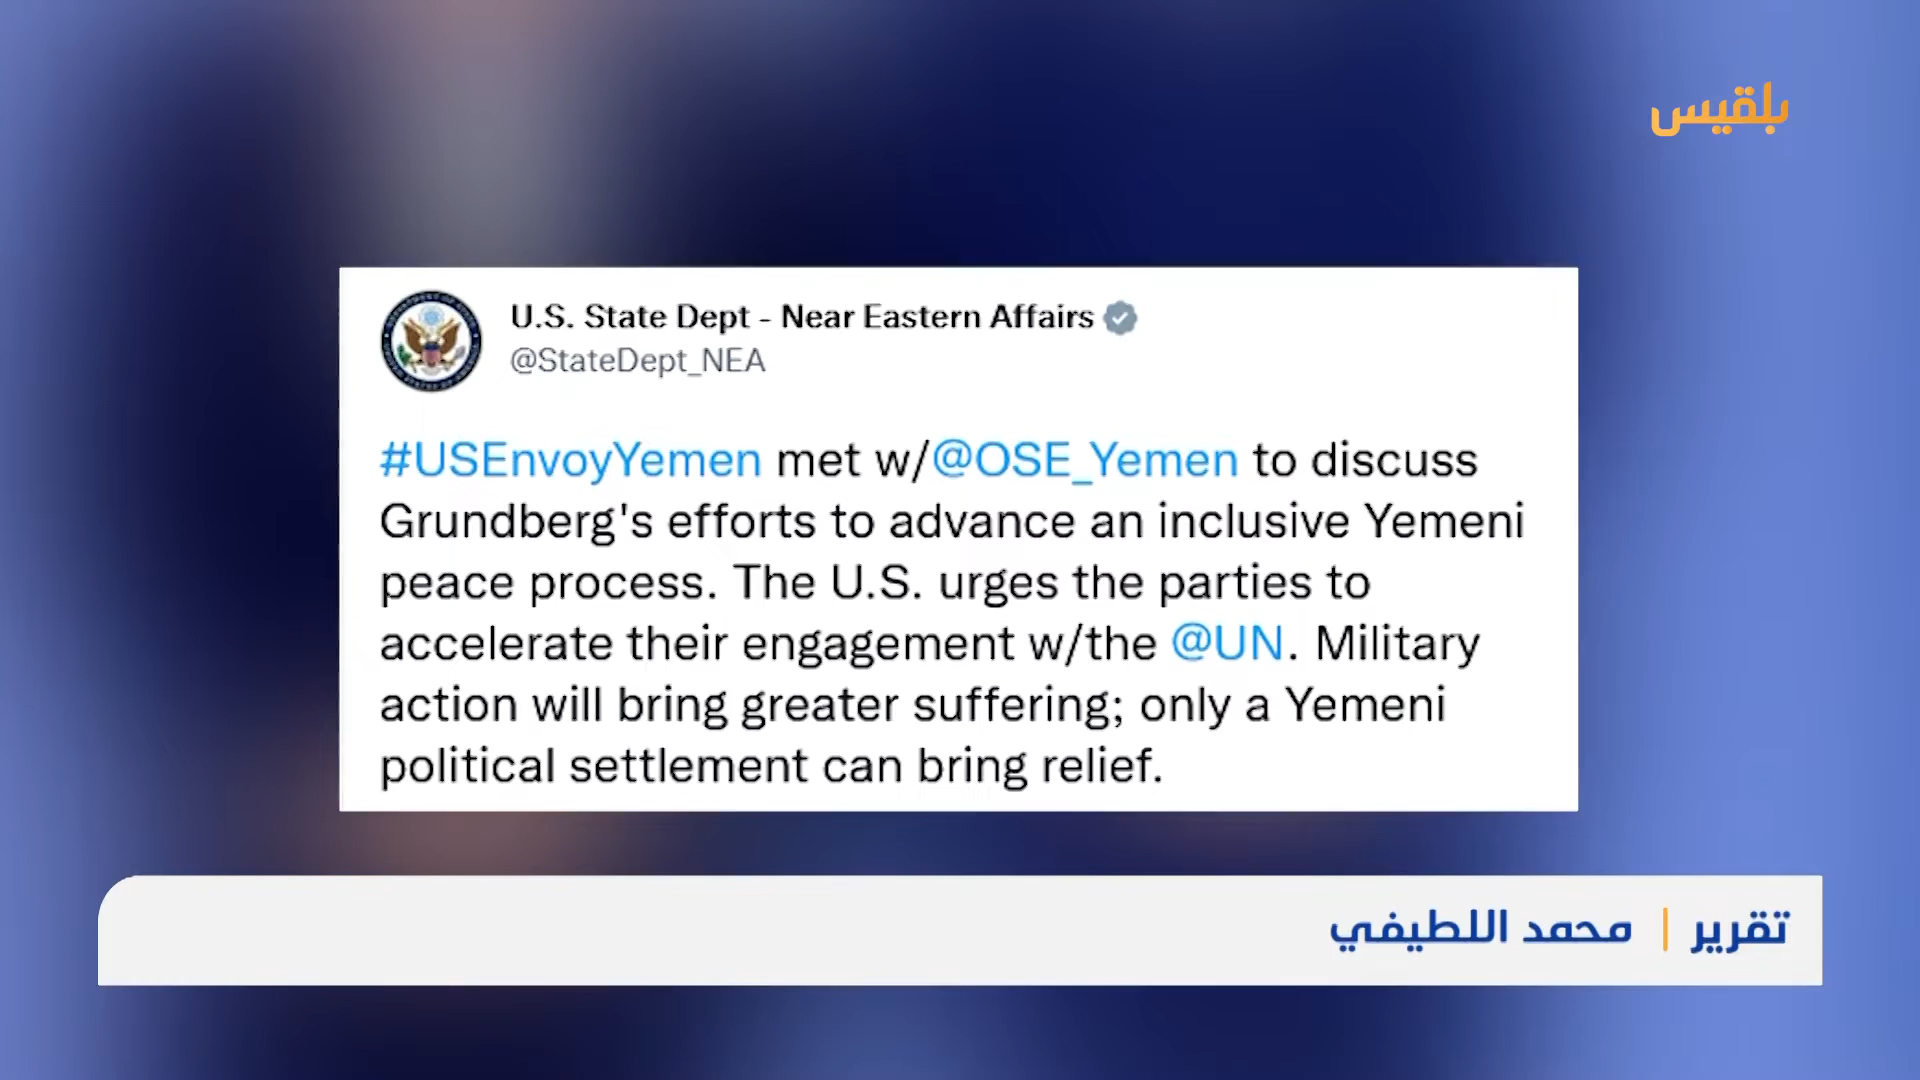 بلقيس
U.S. State Dept - Near Eastern Affairs
@StateDept_NEA
#USEnvoyYemen met w/@OSE_Yemen to discuss
Grundberg's efforts to advance an inclusive Yemeni
peace process. The U.S. urges the parties to
accelerate their engagement w/the @UN. Military
action will bring greater suffering; only a Yemeni
political settlement can bring relief.
تقرير | محمد اللطيفي